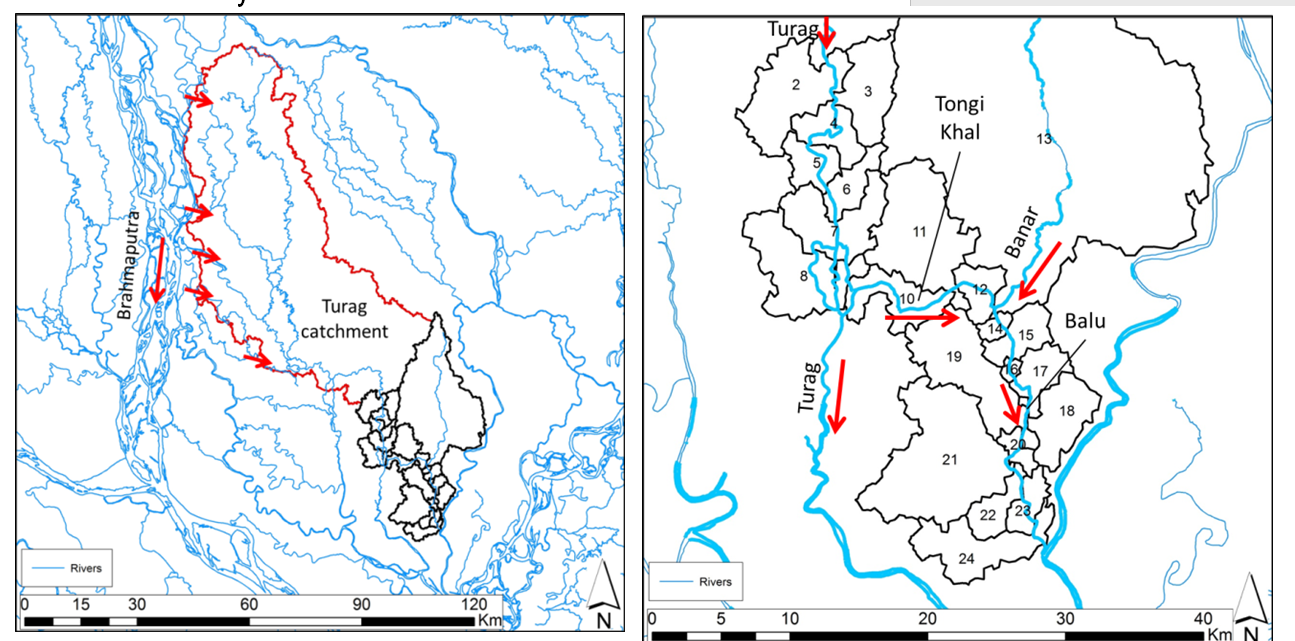 Brahmaputra
Turag
catchment
Rivers
0 15 30 60 90 120
Km
N
Turag
2
3
Tongi
Khal
4
13
5
6
Banar
7
11
8
12
10
14
15
Balu
19
16
17
Turag
18
20
21
22
23
24
Rivers
0 5 10 20 30 40
Km
N